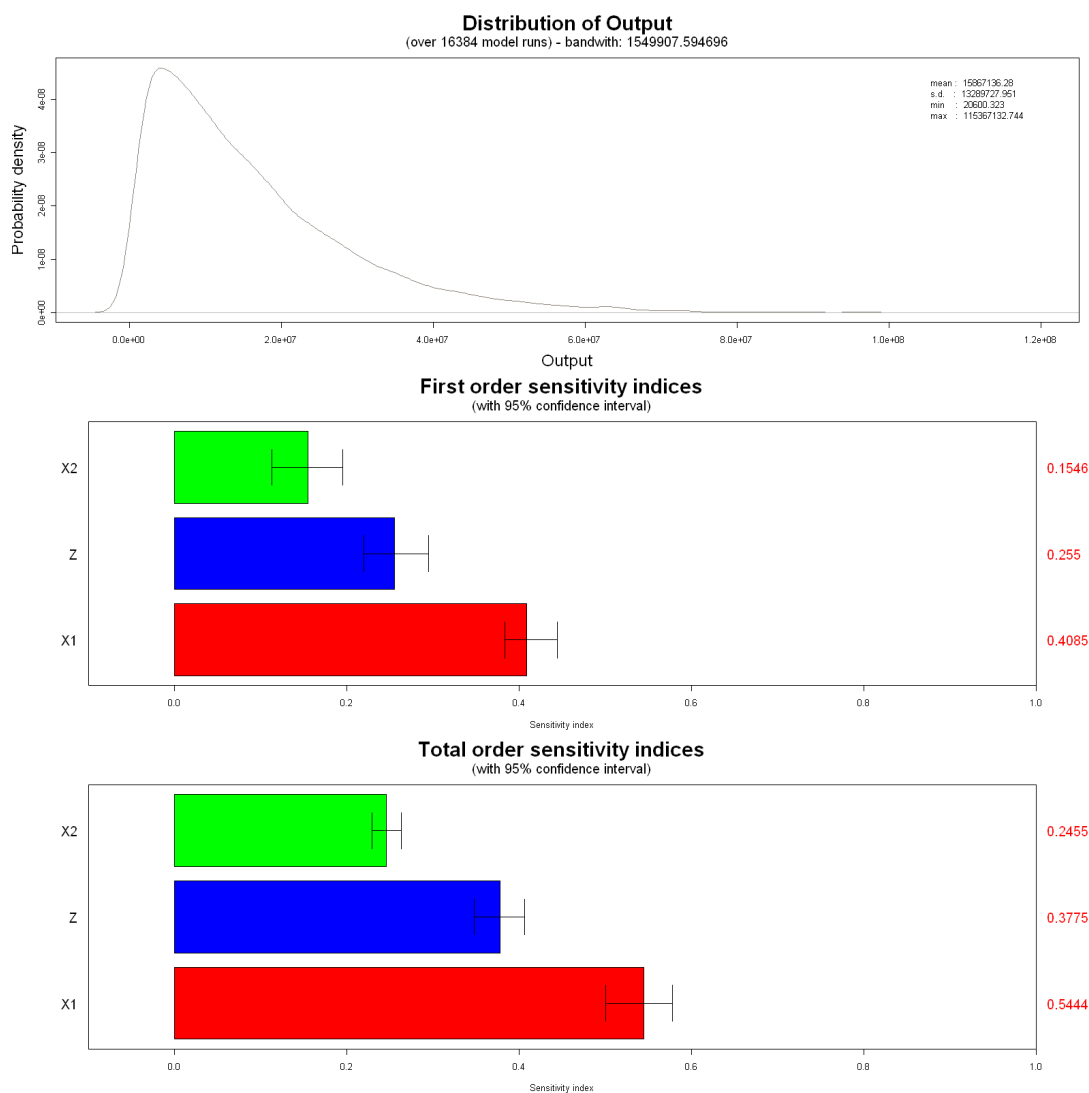 Distribution of Output
(over 16384 model runs) - bandwith: 1549907.594696
mean : 15867136.28
s.d. : 13289727.951
min : 20600.323
max : 115367132.744
Probability density
4e-08
3e-08
2e-08
1e-08
0e+00
0.0e+00 2.0e+07 4.0e+07 6.0e+07 8.0e+07 1.0e+08 1.2e+08
Output
First order sensitivity indices
(with 95% confidence interval)
X2 0.1546
Z 0.255
X1 0.4085
0.0 0.2 0.4 0.6 0.8 1.0
Sensitivity index
Total order sensitivity indices
(with 95% confidence interval)
X2 0.2455
Z 0.3775
X1 0.5444
0.0 0.2 0.4 0.6 0.8 1.0
Sensitivity index